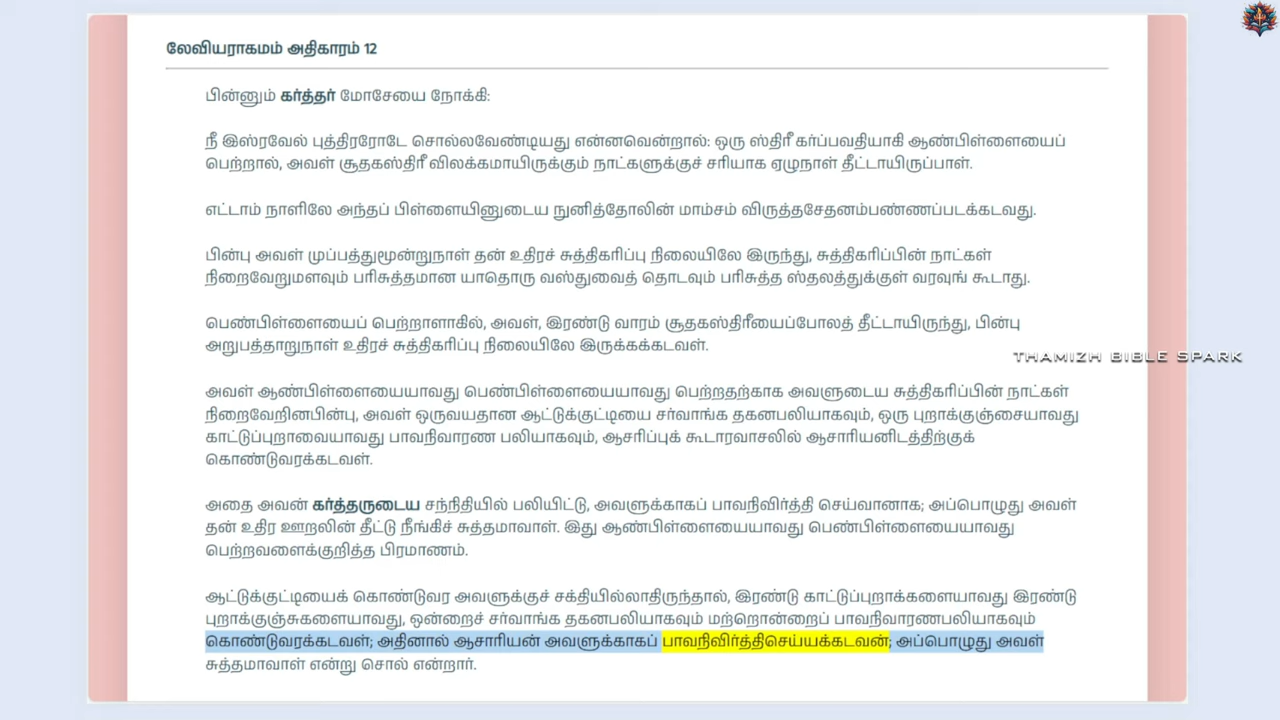 லேவியராகமம் அதிகாரம் 12
பின்னும் கர்த்தர் மோசேயை நோக்கி:
நீ இஸ்ரவேல் புத்திரரோடே சொல்லவேண்டியது என்னவென்றால்: ஒரு ஸ்திரீ கர்ப்பவதியாகி ஆண்பிள்ளையைப்
பெற்றால், அவள் சூதகஸ்திரீ விலக்கமாயிருக்கும் நாட்களுக்குச் சரியாக ஏழுநாள் தீட்டாயிருப்பாள்.
எட்டாம் நாளிலே அந்தப் பிள்ளையினுடைய நுனித்தோலின் மாம்சம் விருத்தசேதனம்பண்ணப்படக்கடவது.
பின்பு அவள் முப்பத்துமூன்றுநாள் தன் உதிரச் சுத்திகரிப்பு நிலையிலே இருந்து, சுத்திகரிப்பின் நாட்கள்
நிறைவேறுமளவும் பரிசுத்தமான யாதொரு வஸ்துவைத் தொடவும் பரிசுத்த ஸ்தலத்துக்குள் வரவுங் கூடாது.
பெண்பிள்ளையைப் பெற்றாளாகில், அவள், இரண்டு வாரம் சூதகஸ்திரீயைப்போலத் தீட்டாயிருந்து, பின்பு
அறுபத்தாறுநாள் உதிரச் சுத்திகரிப்பு நிலையிலே இருக்கக்கடவள்.
THAMIZH BIBLE SPARK
அவள் ஆண்பிள்ளையையாவது பெண்பிள்ளையையாவது பெற்றதற்காக அவளுடைய சுத்திகரிப்பின் நாட்கள்
நிறைவேறினபின்பு, அவள் ஒருவயதான ஆட்டுக்குட்டியை சர்வாங்க தகனபலியாகவும், ஒரு புறாக்குஞ்சையாவது
காட்டுப்புறாவையாவது பாவநிவாரண பலியாகவும், ஆசரிப்புக் கூடாரவாசலில் ஆசாரியனிடத்திற்குக்
கொண்டுவரக்கடவள்.
அதை அவன் கர்த்தருடைய சந்நிதியில் பலியிட்டு, அவளுக்காகப் பாவநிவிர்த்தி செய்வானாக; அப்பொழுது அவள்
தன் உதிர ஊறலின் தீட்டு நீங்கிச் சுத்தமாவாள். இது ஆண்பிள்ளையையாவது பெண்பிள்ளையையாவது
பெற்றவளைக்குறித்த பிரமாணம்.
ஆட்டுக்குட்டியைக் கொண்டுவர அவளுக்குச் சக்தியில்லாதிருந்தால், இரண்டு காட்டுப்புறாக்களையாவது இரண்டு
புறாக்குஞ்சுகளையாவது, ஒன்றைச் சர்வாங்க தகனபலியாகவும் மற்றொன்றைப் பாவநிவாரணபலியாகவும்
கொண்டுவரக்கடவள்; அதினால் ஆசாரியன் அவளுக்காகப் பாவநிவிர்த்திசெய்யக்கடவன்; அப்பொழுது அவள்
சுத்தமாவாள் என்று சொல் என்றார்.